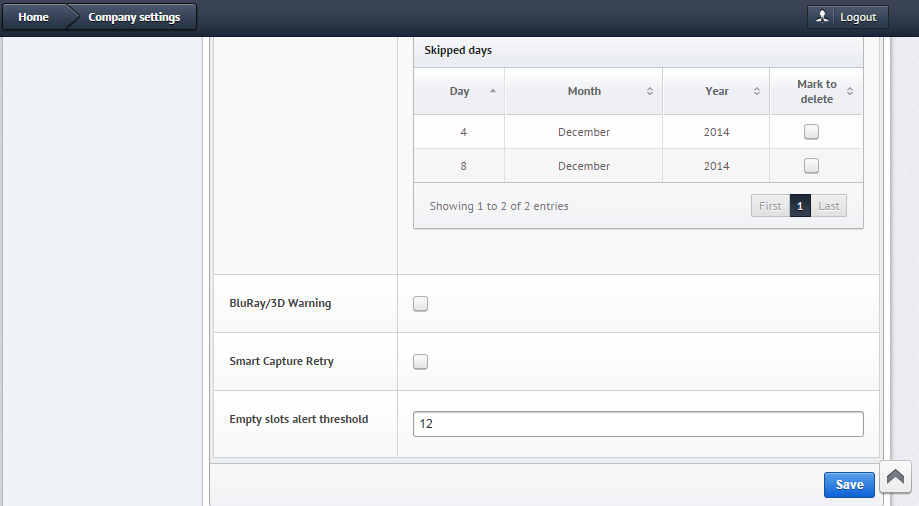 Home Company settings Logout
Skipped days
Day Month Year Mark to delete
4 December 2014
8 December 2014
Showing 1 to 2 of 2 entries First 1 Last
BluRay/3D Warning
Smart Capture Retry
Empty slots alert threshold 12
Save